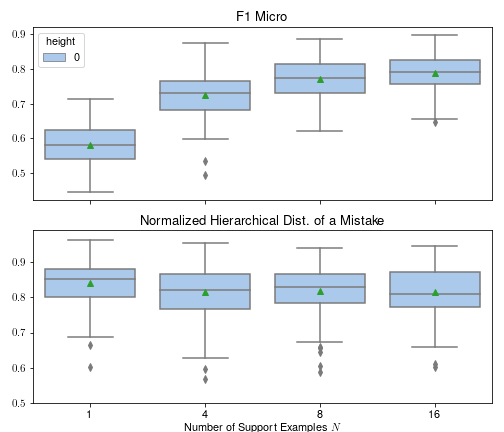 F1 Micro
height
0
0.9
0.8
0.7
0.6
0.5
Normalized Hierarchical Dist. of a Mistake
0.9
0.8
0.7
0.6
0.5
1 4 8 16
Number of Support Examples N